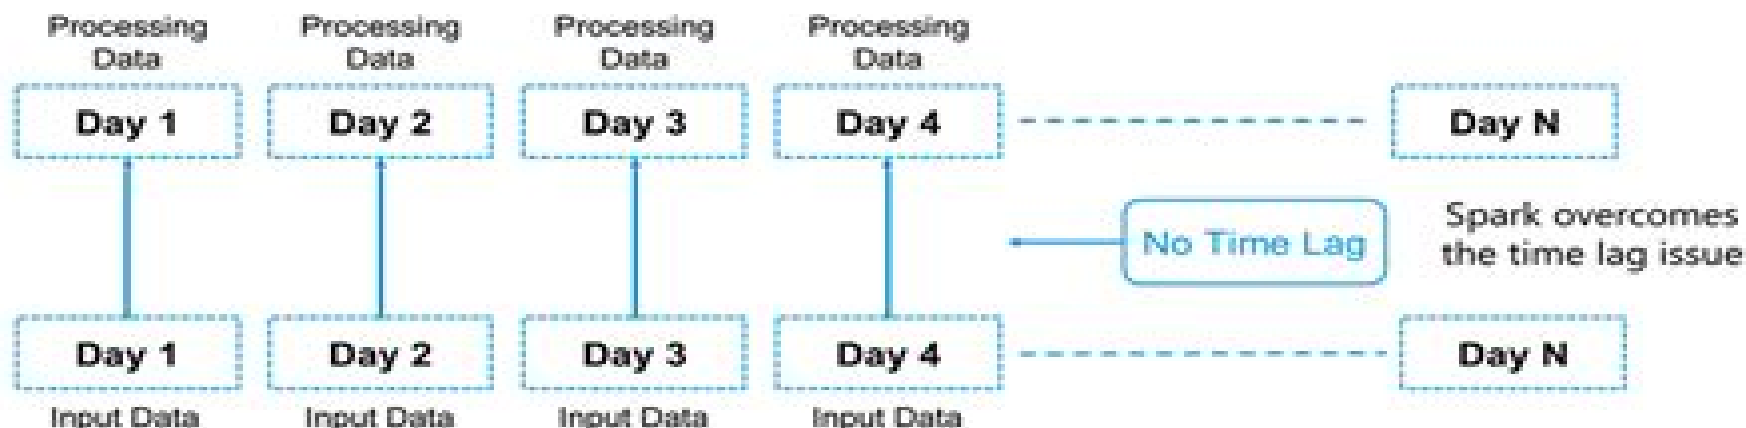 Processing
Data
Processing
Data
Processing
Data
Processing
Data
Day 1
Day 2
Day 3
Day 4
Day N
No Time Lag
Spark overcomes
the time lag issue
Day 1
Day 2
Day 3
Day 4
Day N
Input Data
Input Data
Input Data
Input Data